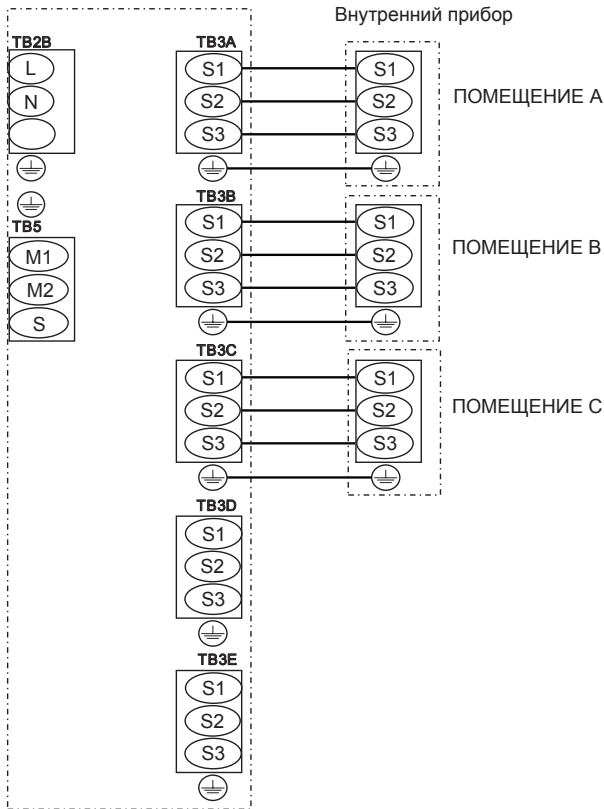 Внутренний прибор
TB2B
L
N
TB5
M1
M2
S
TB3A
S1
S2
S3
S1
S2
S3
ПОМЕЩЕНИЕ A
TB3B
S1
S2
S3
S1
S2
S3
ПОМЕЩЕНИЕ B
TB3C
S1
S2
S3
S1
S2
S3
ПОМЕЩЕНИЕ C
TB3D
S1
S2
S3
TB3E
S1
S2
S3